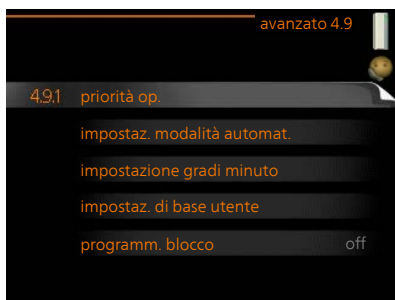 avanzato 4.9
4.9.1 priorità op.
impostaz. modalità automat.
impostazione gradi minuto
impostaz. di base utente
programm. blocco off